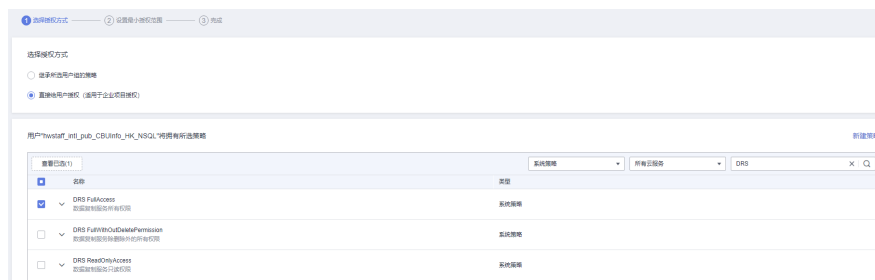 1 选择授权方式 2 设置最小授权范围 3 完成
选择授权方式
继承所选用户组的策略
直接给用户授权（适用于企业项目授权）
用户"hwstaff_intl_pub_CBUInfo_HK_NSQL"将拥有所选策略 新建策略
查看已选(1) 系统策略 所有云服务 DRS
名称 类型
DRS FullAccess
数据复制服务所有权限 系统策略
DRS FullWithOutDeletePermission
数据复制服务除删除外的所有权限 系统策略
DRS ReadOnlyAccess
数据复制服务只读权限 系统策略